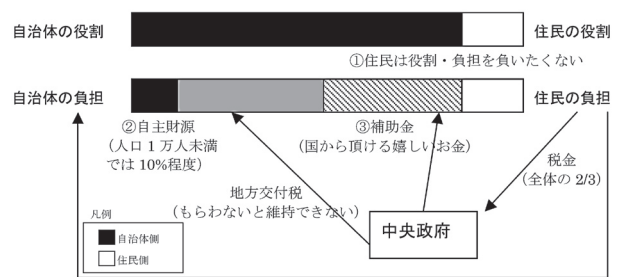 自治体の役割
住民の役割
①住民は役割・負担を負いたくない
自治体の負担
住民の負担
②自主財源
（人口１万人未満
では 10%程度）
③補助金
（国から頂ける嬉しいお金）
税金
（全体の 2/3）
地方交付税
（もらわないと維持できない）
中央政府
凡例
自治体側
住民側